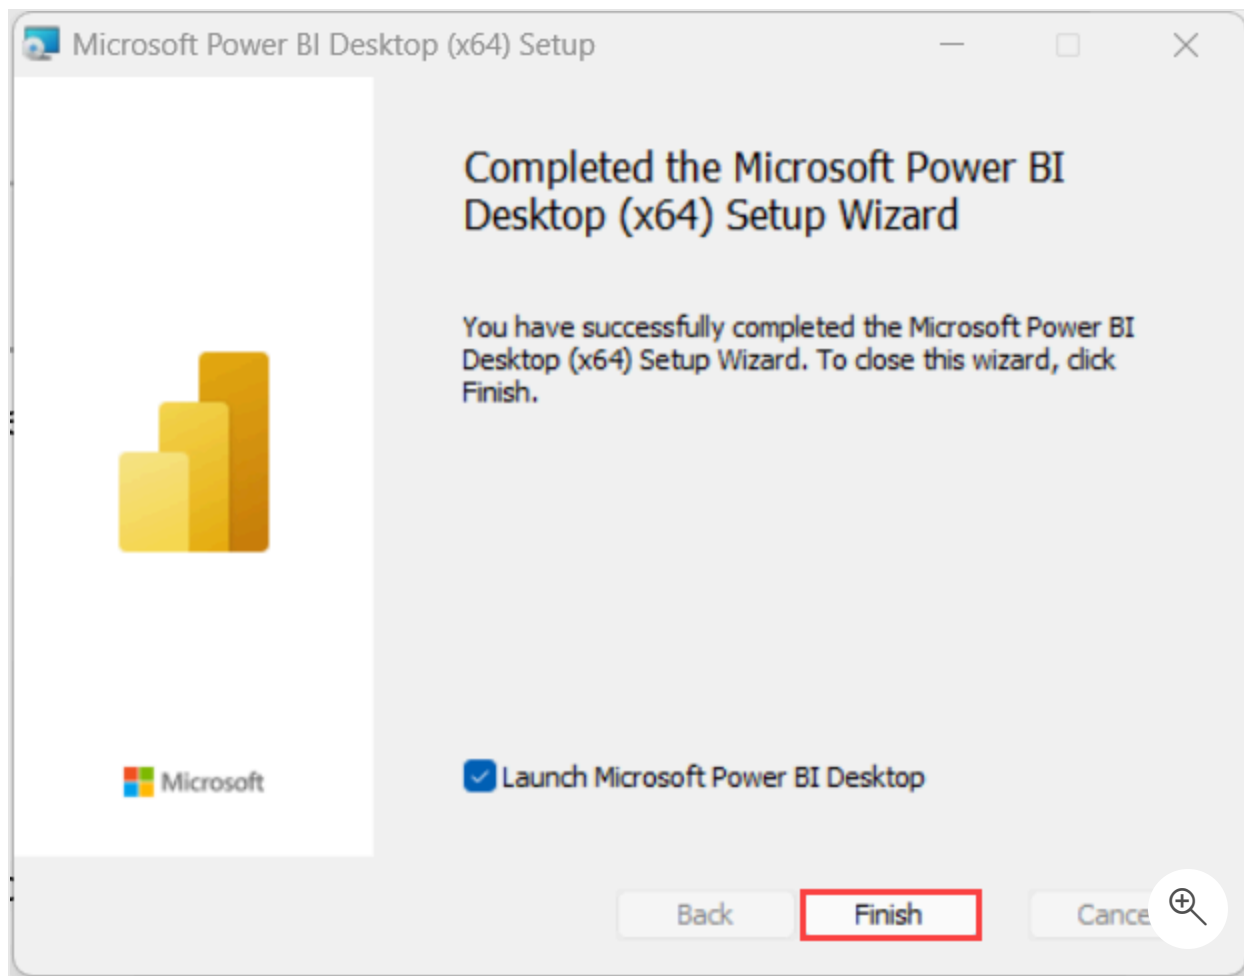 Microsoft Power BI Desktop (x64) Setup
Completed the Microsoft Power BI
Desktop (x64) Setup Wizard
You have successfully completed the Microsoft Power BI
Desktop (x64) Setup Wizard. To close this wizard, click
Finish.
Microsoft
Launch Microsoft Power BI Desktop
Back
Finish
Cance